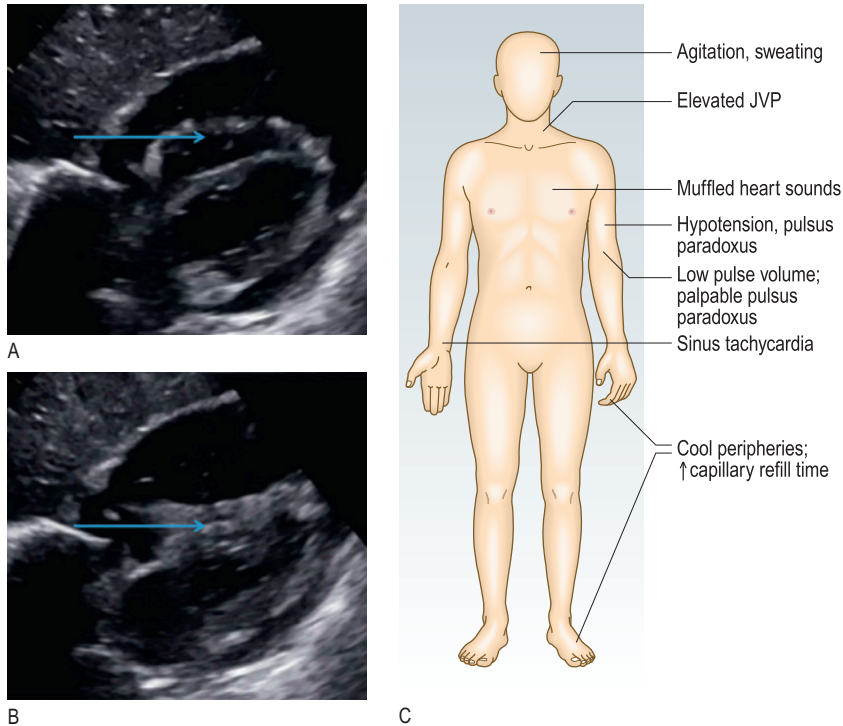 Agitation, sweating
Elevated JVP
Muffled heart sounds
Hypotension, pulsus
paradoxus
Low pulse volume;
palpable pulsus
paradoxus
Sinus tachycardia
Cool peripheries;
↑capillary refill time
A
B
C